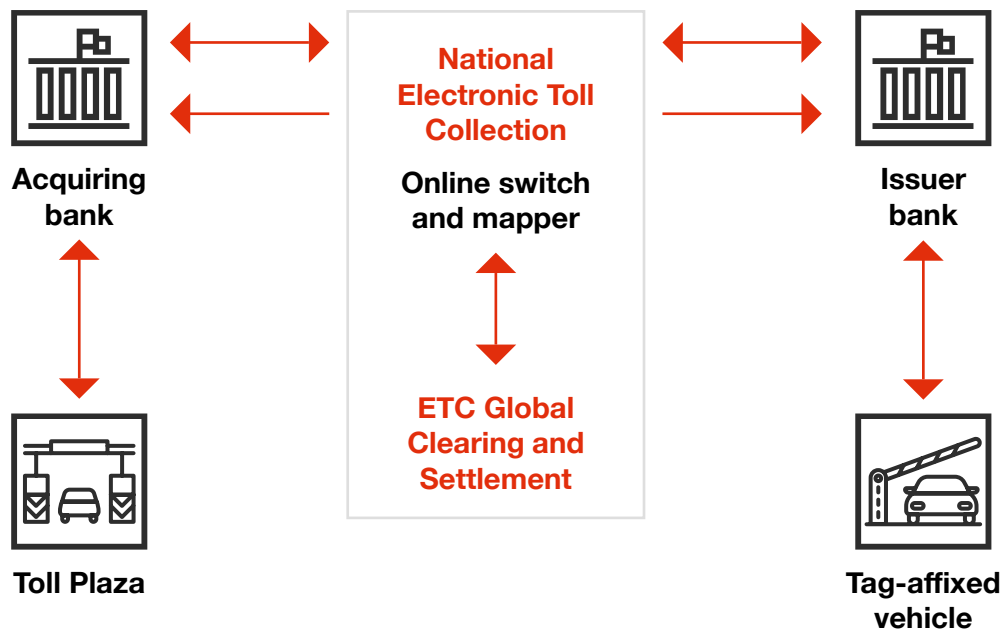 National
Electronic Toll
Collection
Online switch
and mapper
ETC Global
Clearing and
Settlement
Acquiring
bank
Issuer
bank
Toll Plaza
Tag-affixed
vehicle